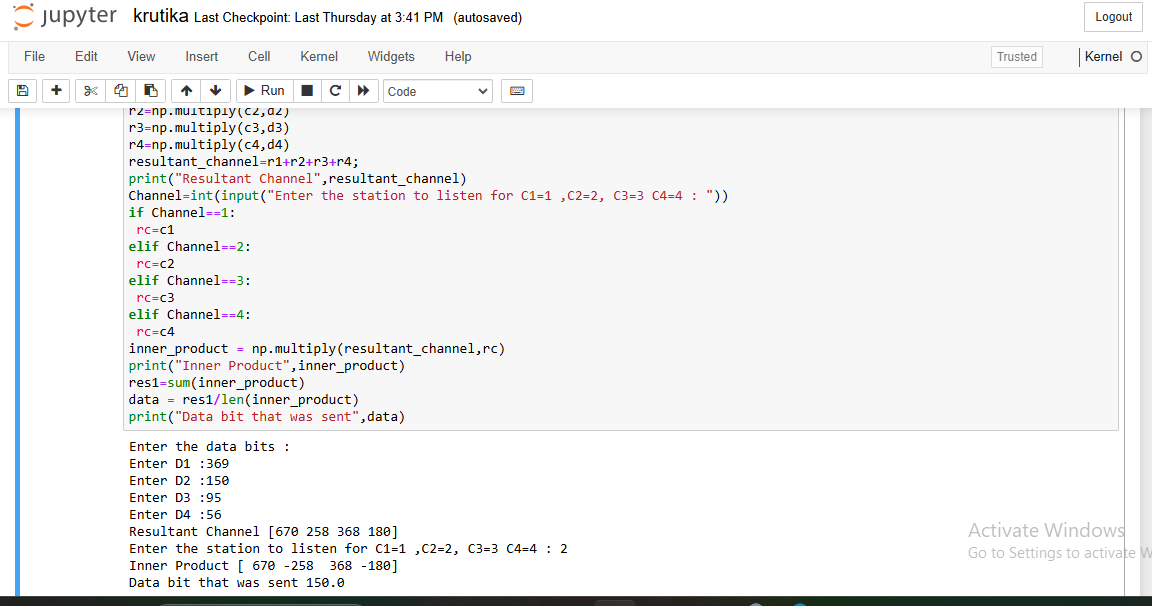 jupyter krutika Last Checkpoint: Last Thursday at 3:41 PM (autosaved)
Logout
File Edit View Insert Cell Kernel Widgets Help
Trusted
Kernel
Run
Code
r2=np.multiply(c2,d2)
r3=np.multiply(c3,d3)
r4=np.multiply(c4,d4)
resultant_channel=r1+r2+r3+r4;
print("Resultant Channel",resultant_channel)
Channel=int(input("Enter the station to listen for C1=1 ,C2=2, C3=3 C4=4 : "))
if Channel==1:
 rc=c1
elif Channel==2:
 rc=c2
elif Channel==3:
 rc=c3
elif Channel==4:
 rc=c4
inner_product = np.multiply(resultant_channel,rc)
print("Inner Product",inner_product)
res1=sum(inner_product)
data = res1/len(inner_product)
print("Data bit that was sent",data)
Enter the data bits :
Enter D1 :369
Enter D2 :150
Enter D3 :95
Enter D4 :56
Resultant Channel [670 258 368 180]
Enter the station to listen for C1=1 ,C2=2, C3=3 C4=4 : 2
Inner Product [ 670 -258  368 -180]
Data bit that was sent 150.0
Activate Windows
Go to Settings to activate W